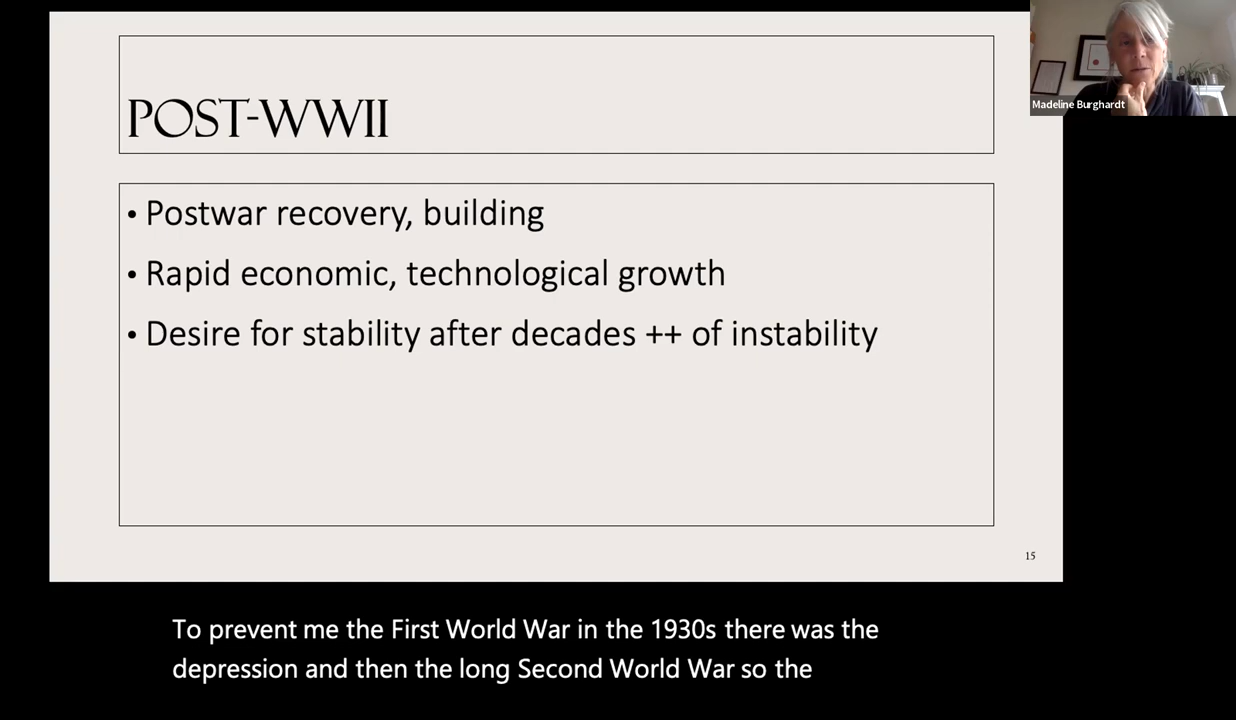 POST-WWII
• Postwar recovery, building
• Rapid economic, technological growth
• Desire for stability after decades ++ of instability
15
Madeline Burghardt
To prevent me the First World War in the 1930s there was the
depression and then the long Second World War so the